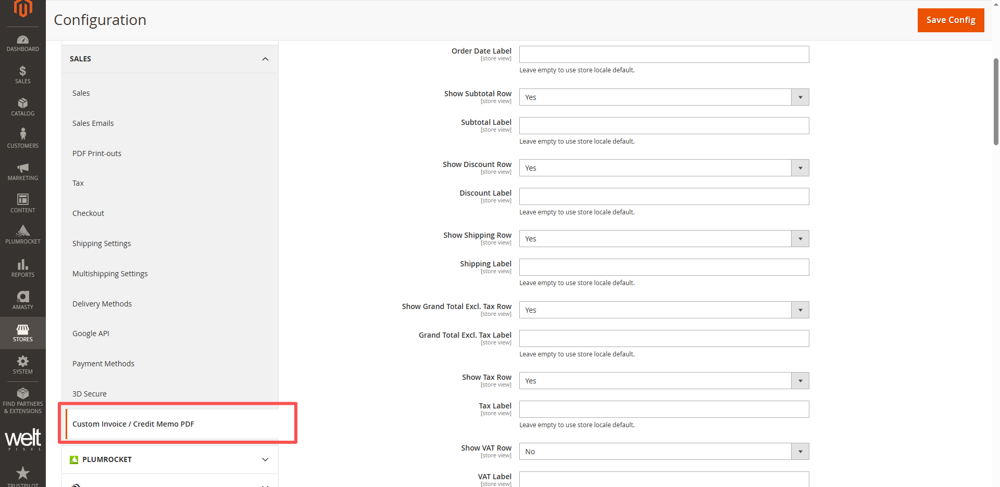 Configuration
Save Config
DASHBOARD
SALES
CATALOG
CUSTOMERS
MARKETING
CONTENT
PLUMROCKET
REPORTS
AMASTY
STORES
SYSTEM
FIND PARTNERS
& EXTENSIONS
welt
PIXEL
TRUSTPILOT
SALES
Sales
Sales Emails
PDF Print-outs
Tax
Checkout
Shipping Settings
Multishipping Settings
Delivery Methods
Google API
Payment Methods
3D Secure
Custom Invoice / Credit Memo PDF
PLUMROCKET
Order Date Label
[store view]
Leave empty to use store locale default.
Show Subtotal Row
[store view]
Yes
Subtotal Label
[store view]
Leave empty to use store locale default.
Show Discount Row
[store view]
Yes
Discount Label
[store view]
Leave empty to use store locale default.
Show Shipping Row
[store view]
Yes
Shipping Label
[store view]
Leave empty to use store locale default.
Show Grand Total Excl. Tax Row
[store view]
Yes
Grand Total Excl. Tax Label
[store view]
Leave empty to use store locale default.
Show Tax Row
[store view]
Yes
Tax Label
[store view]
Leave empty to use store locale default.
Show VAT Row
[store view]
No
VAT Label
[store view]